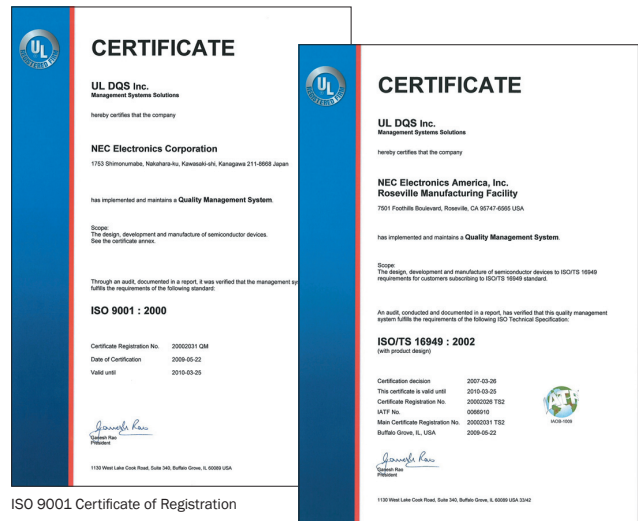 UL
REGISTERED FIRM
CERTIFICATE
UL DQS Inc.
Management Systems Solutions
hereby certifies that the company
NEC Electronics Corporation
1753 Shimonumabe, Nakahara-ku, Kawasaki-shi, Kanagawa 211-8668 Japan
has implemented and maintains a Quality Management System.
Scope:
The design, development and manufacture of semiconductor devices.
See the certificate annex.
Through an audit, documented in a report, it was verified that the management sy
fulfills the requirements of the following standard:
ISO 9001 : 2000
Certificate Registration No. 20002031 QM
Date of Certification 2009-05-22
Valid until 2010-03-25
Ganesh Rao
Ganesh Rao
President
1130 West Lake Cook Road, Suite 340, Buffalo Grove, IL 60089 USA
ISO 9001 Certificate of Registration
UL
REGISTERED FIRM
CERTIFICATE
UL DQS Inc.
Management Systems Solutions
hereby certifies that the company
NEC Electronics America, Inc.
Roseville Manufacturing Facility
7501 Foothills Boulevard, Roseville, CA 95747-6565 USA
has implemented and maintains a Quality Management System.
Scope:
The design, development and manufacture of semiconductor devices to ISO/TS 16949
requirements for customers subscribing to ISO/TS 16949 standard.
An audit, conducted and documented in a report, has verified that this quality management
system fulfills the requirements of the following ISO Technical Specification:
ISO/TS 16949 : 2002
(with product design)
Certification decision 2007-03-26
This certificate is valid until 2010-03-25
Certificate Registration No. 20002026 TS2
IATF No. 0066910
Main Certificate Registration No. 20002031 TS2
Buffalo Grove, IL, USA 2009-05-22
IAOB-1009
Ganesh Rao
Ganesh Rao
President
1130 West Lake Cook Road, Suite 340, Buffalo Grove, IL 60089 USA 33/42